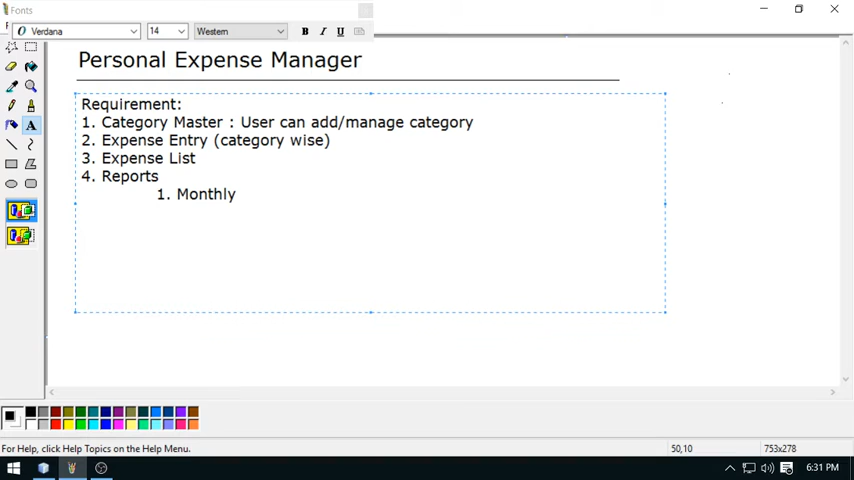 Fonts
Verdana
14
Western
B
I
U
Personal Expense Manager
Requirement:
1. Category Master : User can add/manage category
2. Expense Entry (category wise)
3. Expense List
4. Reports
1. Monthly
A
For Help, click Help Topics on the Help Menu.
50,10
753x278
6:31 PM